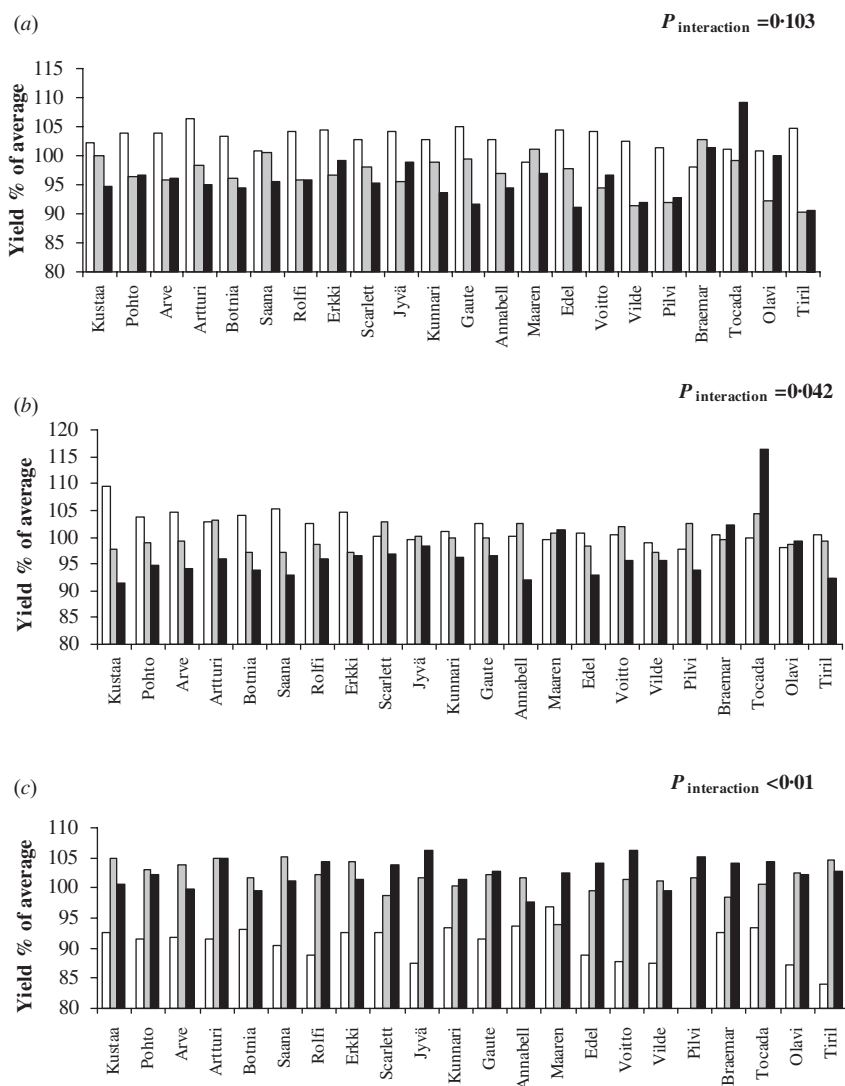 (a)
P interaction =0·103
Yield % of average
115
110
105
100
95
90
85
80
Kustaa
Pohto
Arve
Artturi
Botnia
Saana
Rolfi
Erkki
Scarlett
Jyvä
Kunnari
Gaute
Annabell
Maaren
Edel
Voitto
Vilde
Pilvi
Braemar
Tocada
Olavi
Tiril
(b)
P interaction =0·042
Yield % of average
120
115
110
105
100
95
90
85
80
Kustaa
Pohto
Arve
Artturi
Botnia
Saana
Rolfi
Erkki
Scarlett
Jyvä
Kunnari
Gaute
Annabell
Maaren
Edel
Voitto
Vilde
Pilvi
Braemar
Tocada
Olavi
Tiril
(c)
P interaction <0·01
Yield % of average
110
105
100
95
90
85
80
Kustaa
Pohto
Arve
Artturi
Botnia
Saana
Rolfi
Erkki
Scarlett
Jyvä
Kunnari
Gaute
Annabell
Maaren
Edel
Voitto
Vilde
Pilvi
Braemar
Tocada
Olavi
Tiril